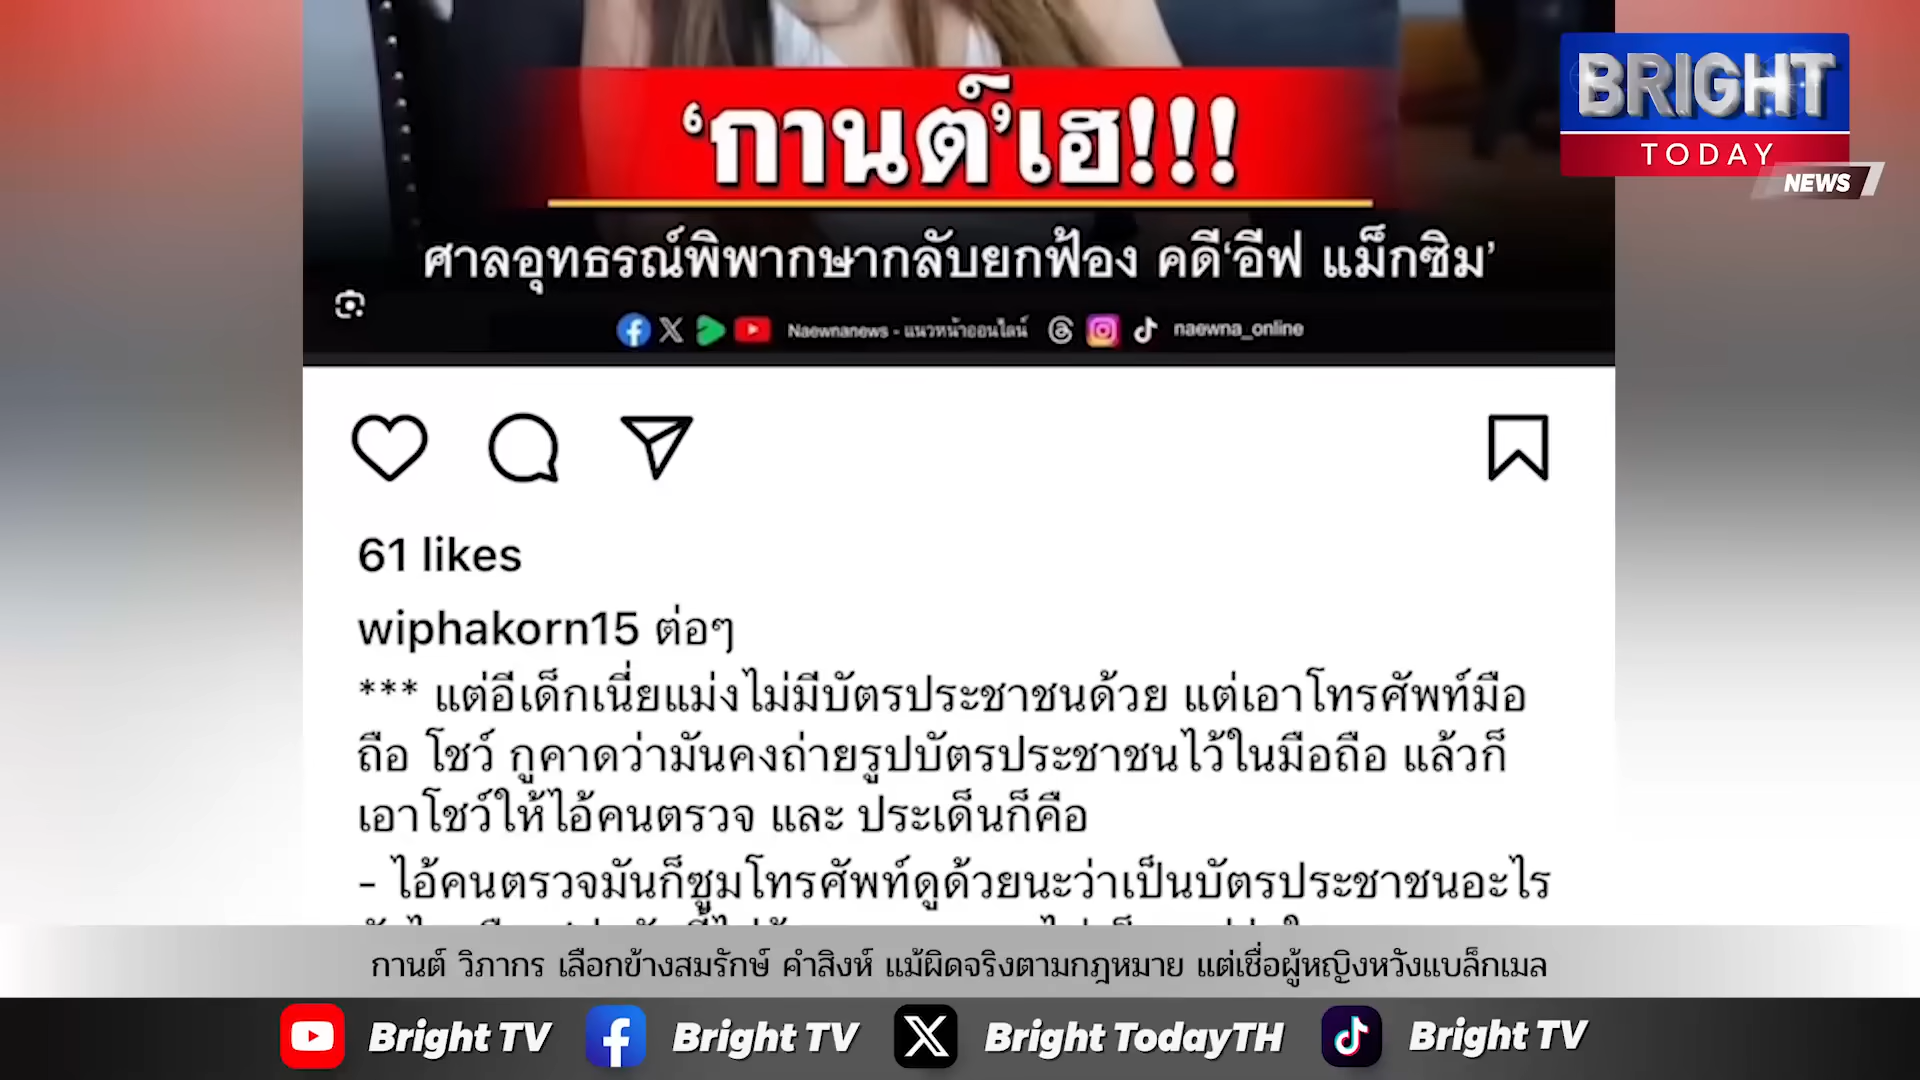 BRIGHT
TODAY
NEWS
‘กานต์’เฮ!!!
ศาลอุทธรณ์พิพากษากลับยกฟ้อง คดี‘อีฟ แม็กซิม’
Naewnanews - แนวหน้าออนไลน์ naewna_online
61 likes
wiphakorn15 ต่อๆ
*** แต่อีเด็กเนี่ยแม่งไม่มีบัตรประชาชนด้วย แต่เอาโทรศัพท์มือ
ถือ โชว์ กูคาดว่ามันคงถ่ายรูปบัตรประชาชนไว้ในมือถือ แล้วก็
เอาโชว์ให้ไอ้คนตรวจ และ ประเด็นก็คือ
- ไอ้คนตรวจมันก็ซูมโทรศัพท์ดูด้วยนะว่าเป็นบัตรประชาชนอะไร
กานต์ วิภากร เลือกข้างสมรักษ์ คำสิงห์ แม้ผิดจริงตามกฎหมาย แต่เชื่อผู้หญิงหวังแบล็กเมล
Bright TV Bright TV Bright TodayTH Bright TV